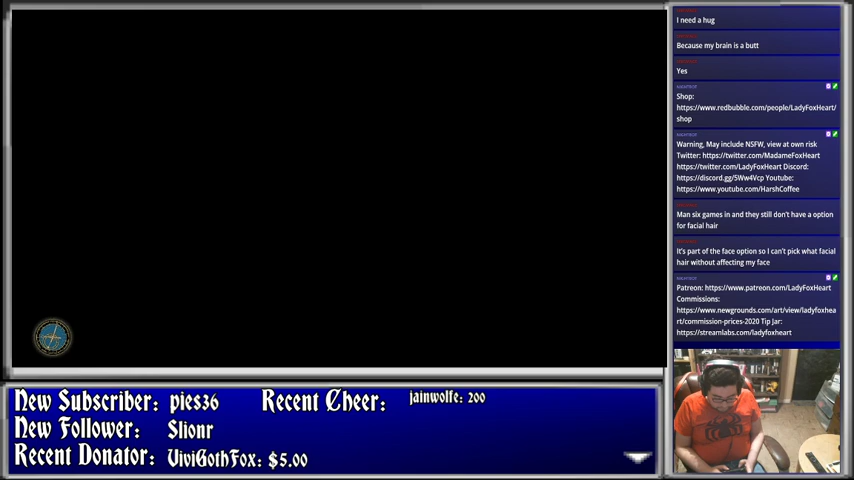 New Subscriber: pies36
Recent Cheer: jainwolfe: 200
New Follower: Slionr
Recent Donator: ViviGothFox: $5.00
I need a hug
Because my brain is a butt
Yes
Shop:
https://www.redbubble.com/people/LadyFoxHeart/
shop
Warning, May include NSFW, view at own risk
Twitter: https://twitter.com/MadameFoxHeart
https://twitter.com/LadyFoxHeart Discord:
https://discord.gg/5Ww4Vcp Youtube:
https://www.youtube.com/HarshCoffee
Man six games in and they still don't have a option
for facial hair
It's part of the face option so I can't pick what facial
hair without affecting my face
Patreon: https://www.patreon.com/LadyFoxHeart
Commissions:
https://www.newgrounds.com/art/view/ladyfoxhea
rt/commission-prices-2020 Tip Jar:
https://streamlabs.com/ladyfoxheart